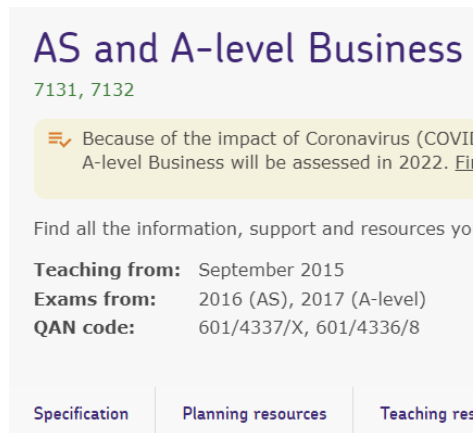 AS and A-level Business
7131, 7132
Because of the impact of Coronavirus (COVI
A-level Business will be assessed in 2022.
Find all the information, support and resources yo
Teaching from: September 2015
Exams from: 2016 (AS), 2017 (A-level)
QAN code: 601/4337/X, 601/4336/8
Specification Planning resources Teaching